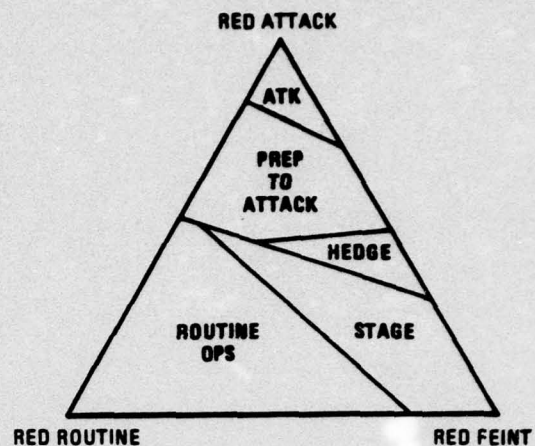 RED ATTACK
ATK
PREP
TO
ATTACK
HEDGE
ROUTINE
OPS
STAGE
RED ROUTINE
RED FEINT